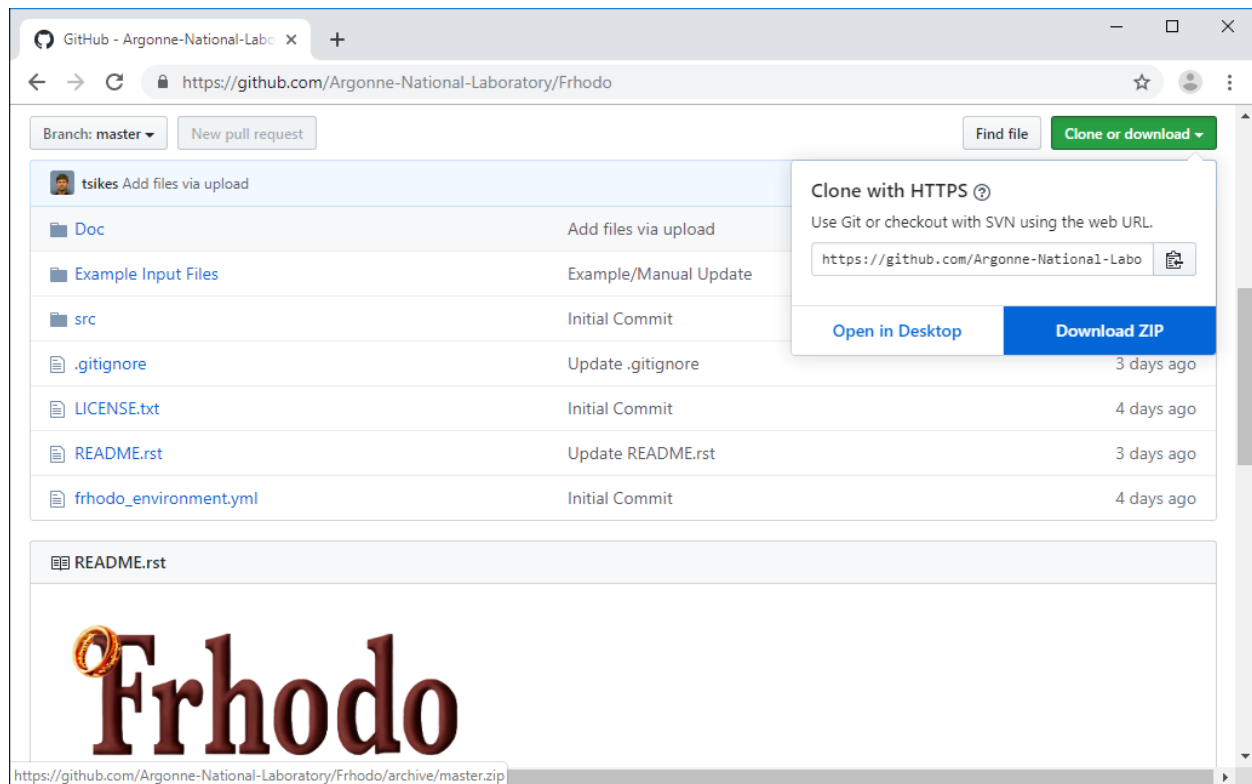 GitHub - Argonne-National-Labo
https://github.com/Argonne-National-Laboratory/Frhodo
Branch: master
New pull request
Find file
Clone or download
tsikes Add files via upload
Clone with HTTPS
Use Git or checkout with SVN using the web URL.
https://github.com/Argonne-National-Labo
Open in Desktop
Download ZIP
Doc Add files via upload
Example Input Files Example/Manual Update
src Initial Commit
.gitignore Update .gitignore 3 days ago
LICENSE.txt Initial Commit 4 days ago
README.rst Update README.rst 3 days ago
frhodo_environment.yml Initial Commit 4 days ago
README.rst
Frhodo
https://github.com/Argonne-National-Laboratory/Frhodo/archive/master.zip